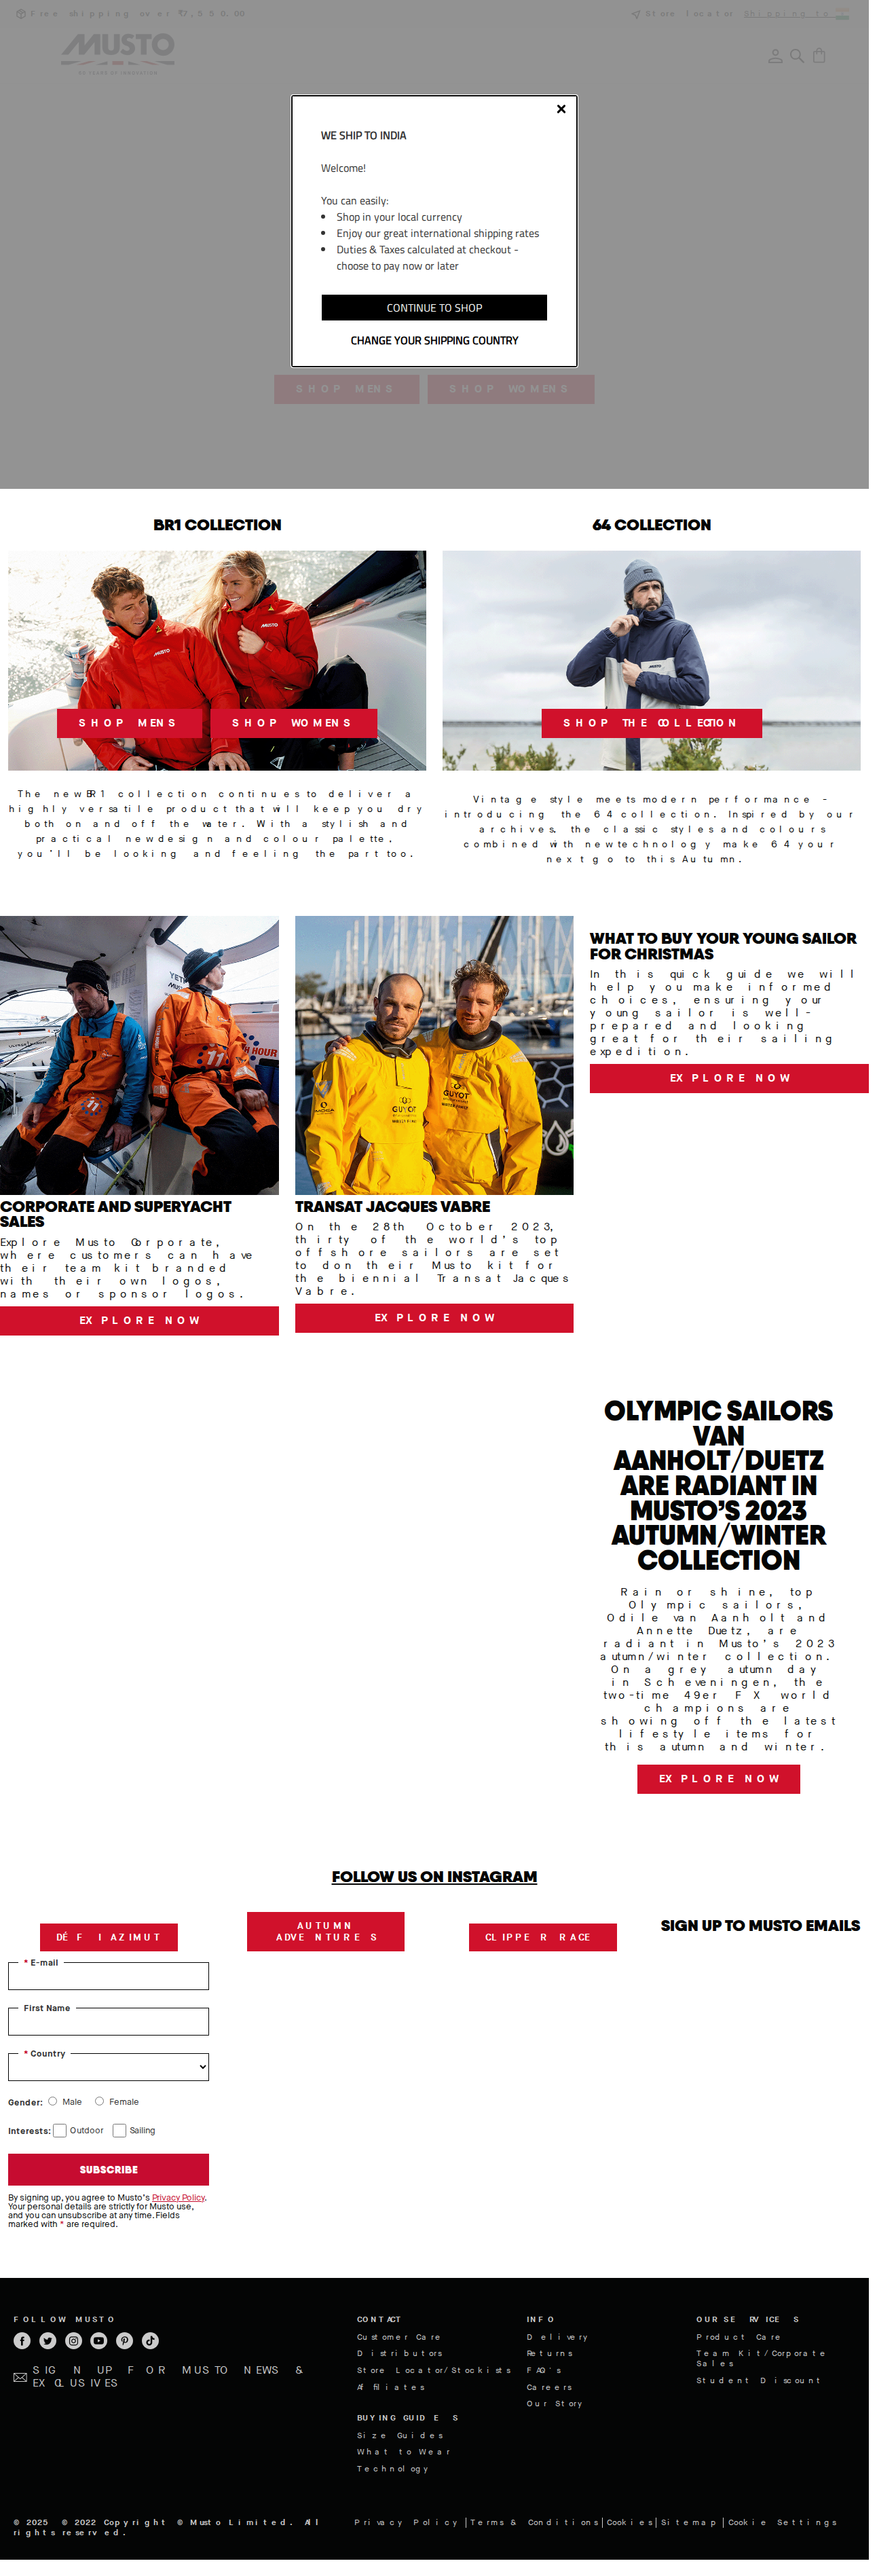 Free shipping over ₹7,550.00
Store locator Shipping To
MUSTO
×
WE SHIP TO INDIA
Welcome!
You can easily:
• Shop in your local currency
• Enjoy our great international shipping rates
• Duties & Taxes calculated at checkout -
choose to pay now or later
CONTINUE TO SHOP
CHANGE YOUR SHIPPING COUNTRY
SHOP MENS SHOP WOMENS
BR1 COLLECTION
SHOP MENS SHOP WOMENS
The new BR1 collection continues to deliver a
highly versatile product that will keep you dry
both on and off the water. With a stylish and
practical new design and colour palette,
you'll be looking and feeling the part too.
64 COLLECTION
SHOP THE COLLECTION
Vintage style meets modern performance -
introducing the 64 collection. Inspired by our
archives, the classic styles and colours
combined with new technology make 64 your
next go to this Autumn.
CORPORATE AND SUPERYACHT
SALES
Explore Musto Corporate,
where customers can have
their team kit branded
with their own logos,
names or sponsor logos.
EXPLORE NOW
TRANSAT JACQUES VABRE
On the 28th October 2023,
thirty of the world's top
offshore sailors are set
to don their Musto kit for
the biennial Transat Jacques
Vabre.
EXPLORE NOW
WHAT TO BUY YOUR YOUNG SAILOR
FOR CHRISTMAS
In this quick guide we will
help you make informed
choices, ensuring your
young sailor is well-
prepared and looking
great for their sailing
expedition.
EXPLORE NOW
OLYMPIC SAILORS
VAN
AANHOLT/DUETZ
ARE RADIANT IN
MUSTO’S 2023
AUTUMN/WINTER
COLLECTION
Rain or shine, top
Olympic sailors,
Odile van Aanholt and
Annette Duetz, are
radiant in Musto's 2023
autumn/winter collection.
On a grey autumn day
in Scheveningen, the
two-time 49er FX world
champions are
showing off the latest
lifestyle items for
this autumn and winter.
EXPLORE NOW
FOLLOW US ON INSTAGRAM
DÉFI AZIMUT
AUTUMN
ADVENTURES
CLIPPER RACE
SIGN UP TO MUSTO EMAILS
* E-mail
First Name
* Country
Gender: Male Female
Interests: Outdoor Sailing
SUBSCRIBE
By signing up, you agree to Musto's Privacy Policy.
Your personal details are strictly for Musto use,
and you can unsubscribe at any time. Fields
marked with * are required.
FOLLOW MUSTO
SIGN UP FOR MUSTO NEWS &
EXCLUSIVES
CONTACT
Customer Care
Distributors
Store Locator/Stockists
Affiliates
BUYING GUIDES
Size Guides
What to Wear
Technology
INFO
Delivery
Returns
FAQ's
Careers
Our Story
OUR SERVICES
Product Care
Team Kit/Corporate
Sales
Student Discount
© 2025 © 2022 Copyright © Musto Limited. All
rights reserved.
Privacy Policy | Terms & Conditions | Cookies | Sitemap | Cookie Settings